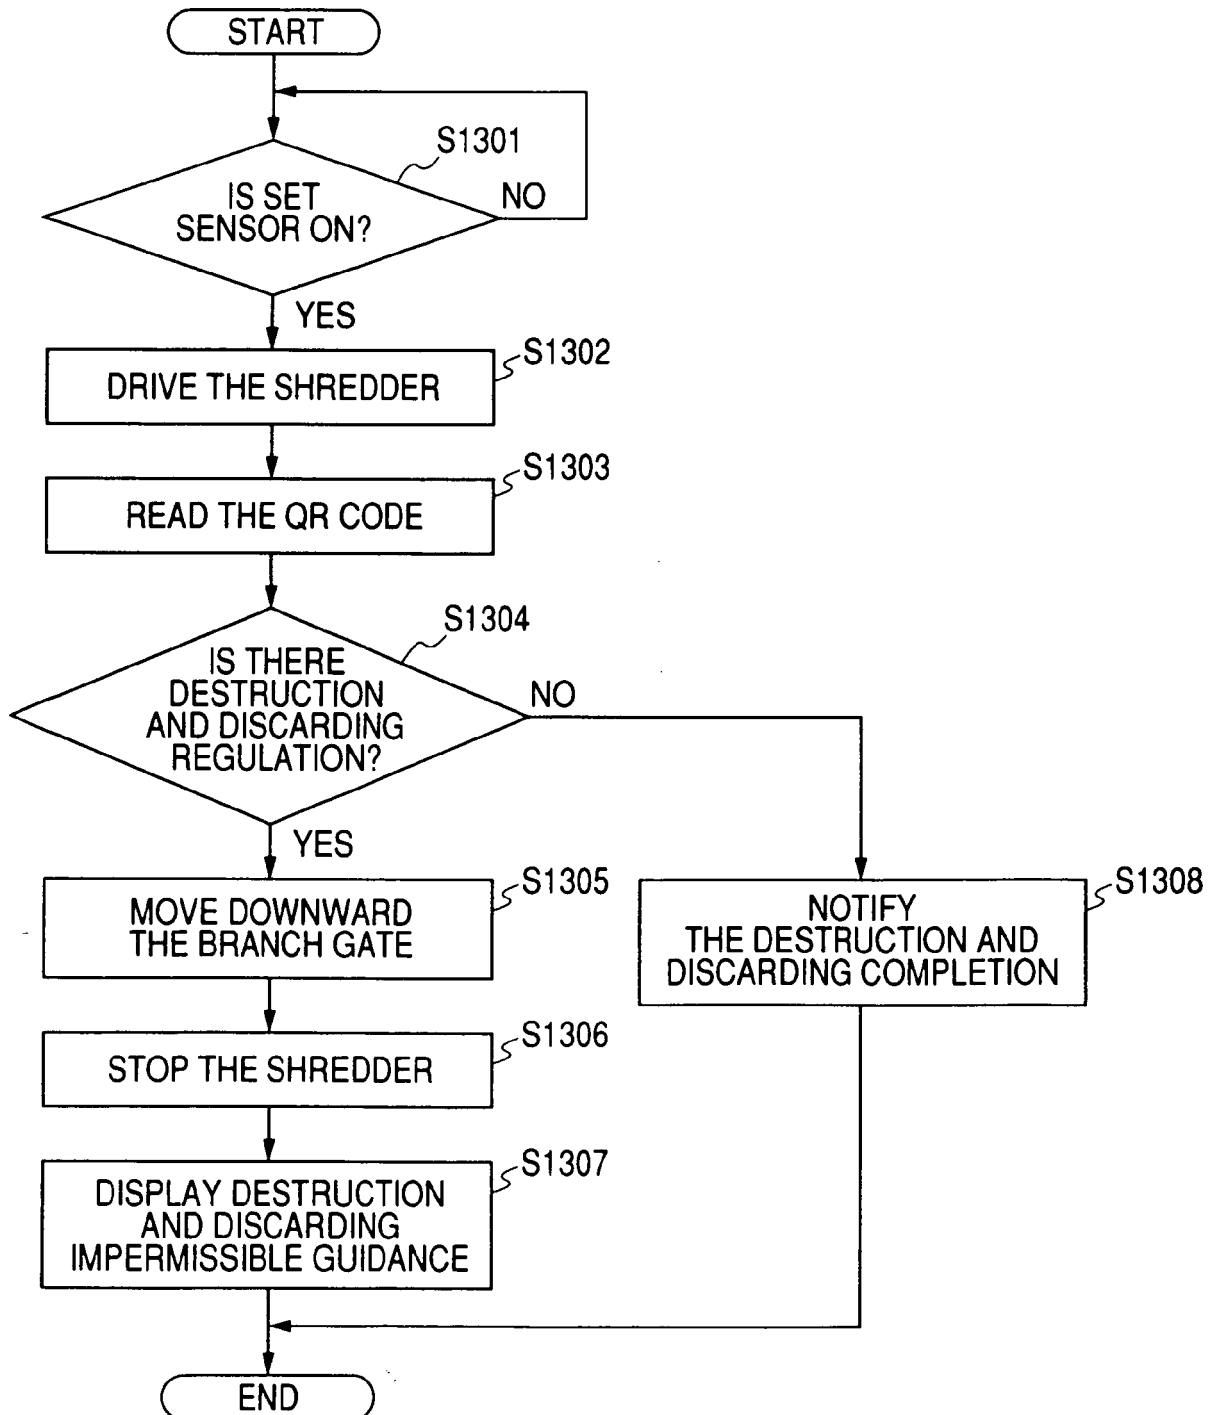 START
S1301
IS SET
SENSOR ON?
NO
YES
S1302
DRIVE THE SHREDDER
S1303
READ THE QR CODE
S1304
IS THERE
DESTRUCTION
AND DISCARDING
REGULATION?
NO
YES
S1305
MOVE DOWNWARD
THE BRANCH GATE
S1308
NOTIFY
THE DESTRUCTION AND
DISCARDING COMPLETION
S1306
STOP THE SHREDDER
S1307
DISPLAY DESTRUCTION
AND DISCARDING
IMPERMISSIBLE GUIDANCE
END